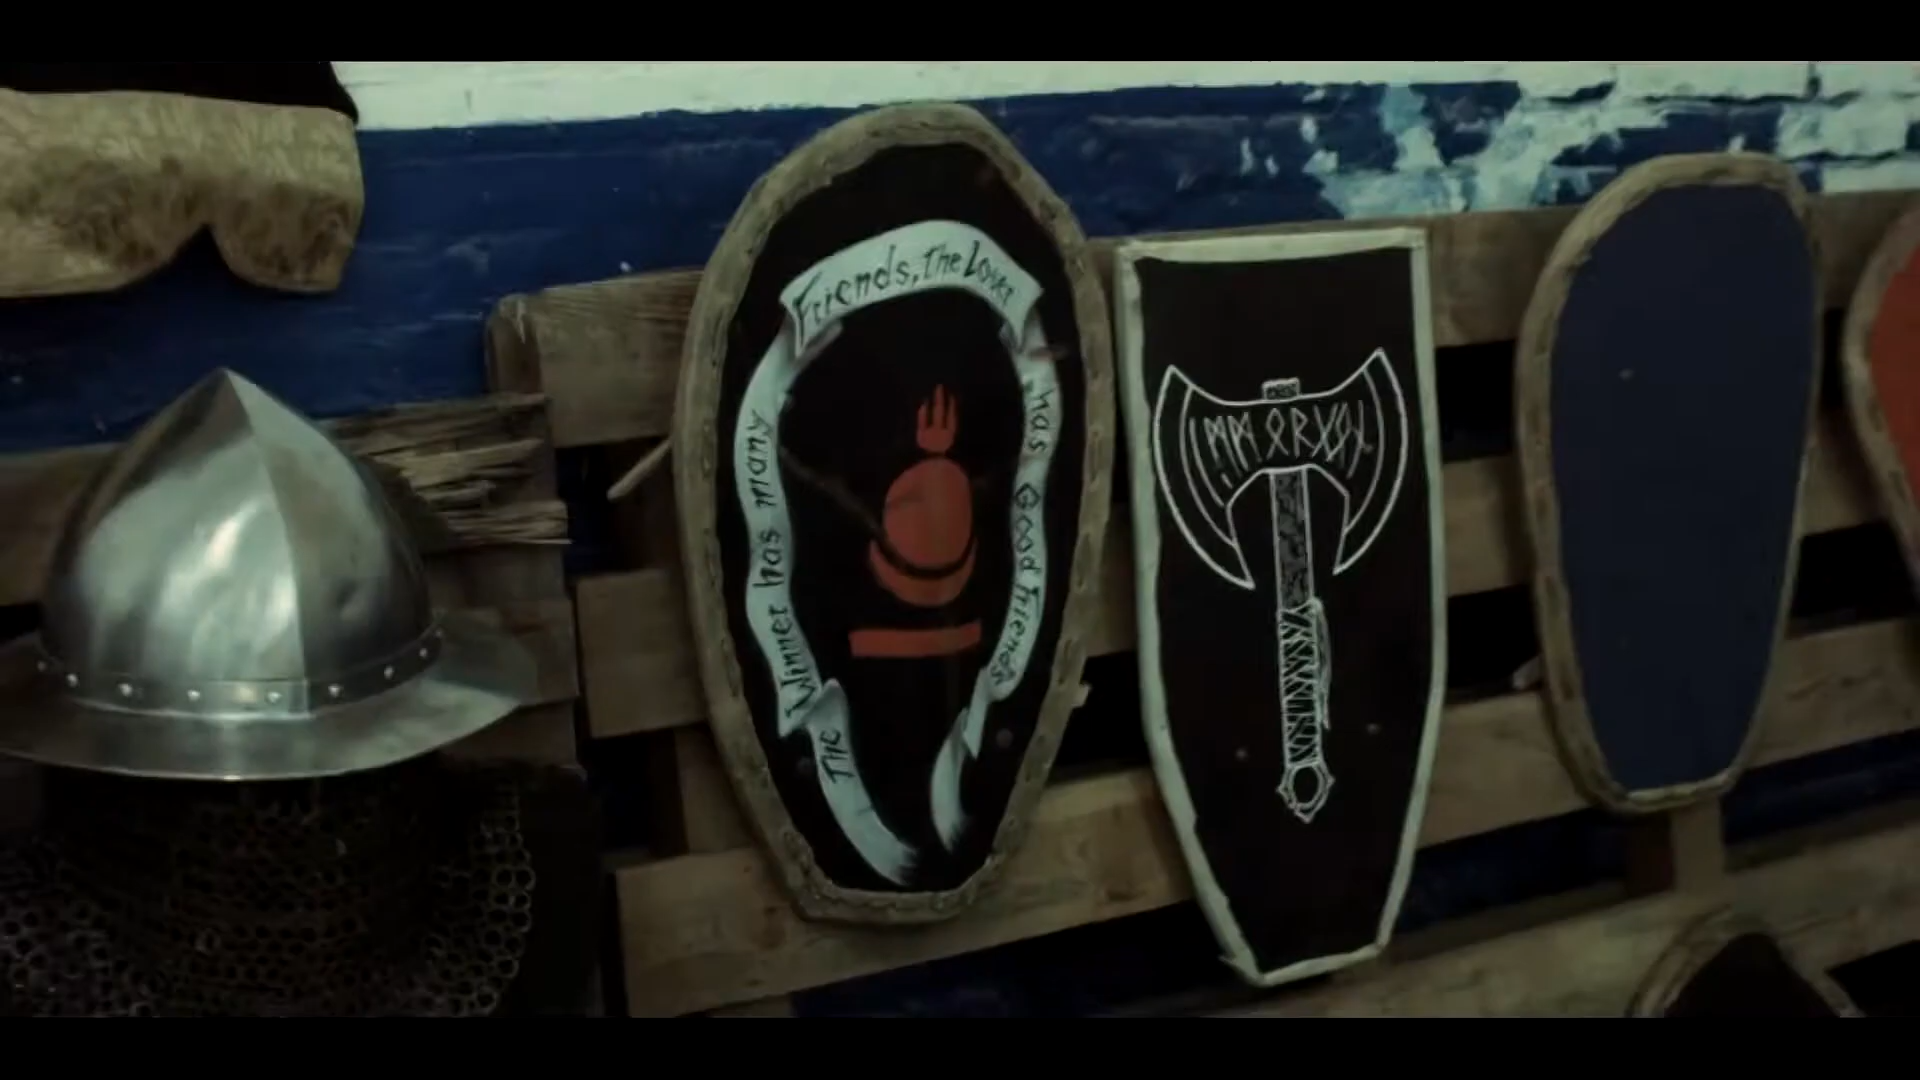 The Winner has many
Friends, The Loser
has Good friends